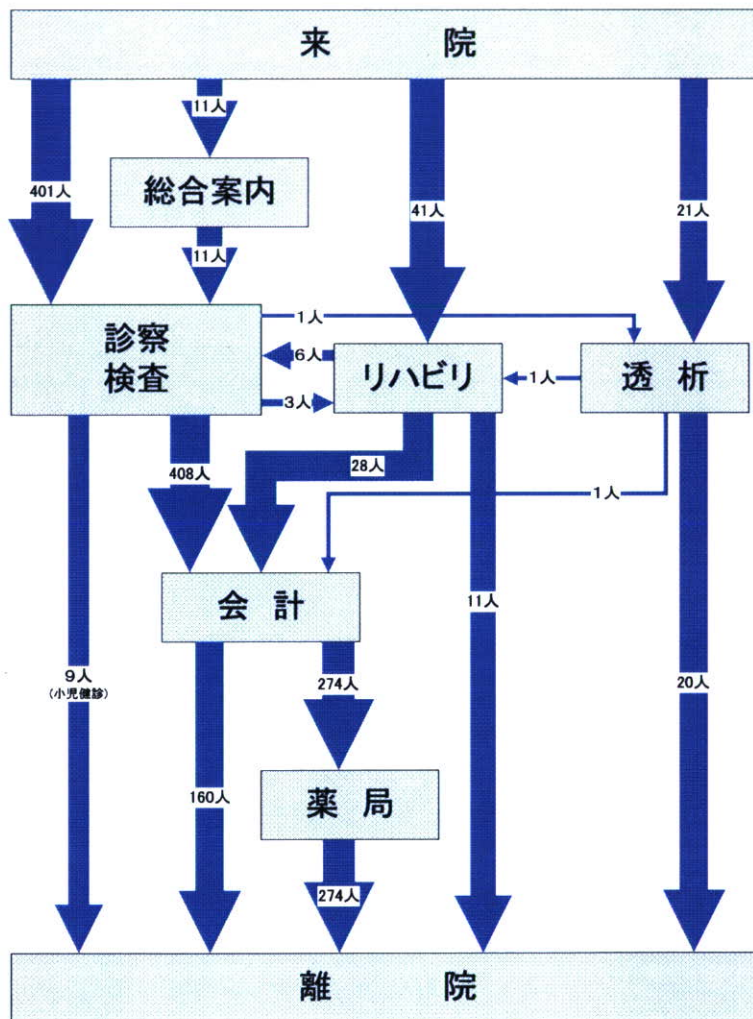 来 院
11人
401人
総合案内
41人
21人
11人
1人
診察
検査
6人
リハビリ
1人
透 析
3人
408人
28人
1人
会 計
11人
9人
(小児健診)
274人
20人
160人
薬 局
274人
離 院